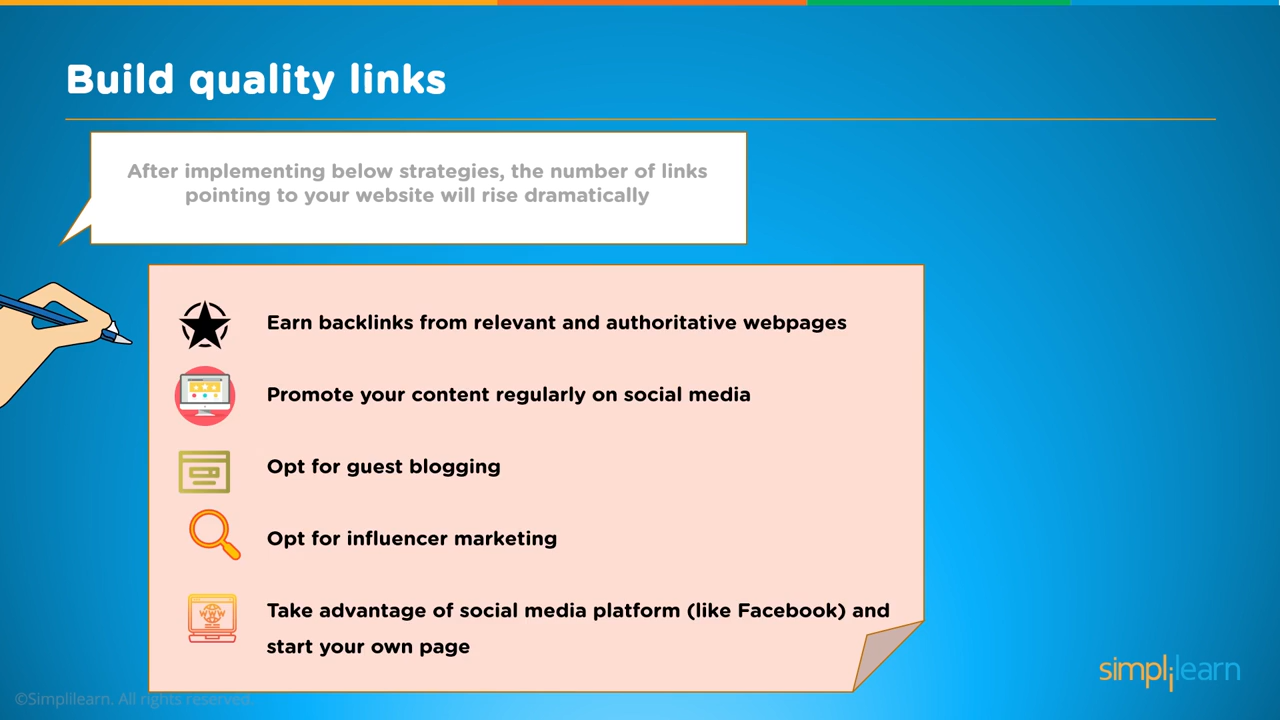 Build quality links
After implementing below strategies, the number of links
pointing to your website will rise dramatically
Earn backlinks from relevant and authoritative webpages
Promote your content regularly on social media
Opt for guest blogging
Opt for influencer marketing
WWW
Take advantage of social media platform (like Facebook) and
start your own page
simplilearn
©Simplilearn. All rights reserved.